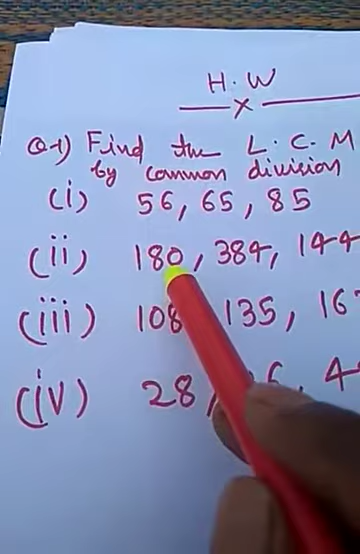 H.W
x
Q-1) Find the L.C.M
by common division
(i) 56, 65, 85
(ii) 180, 384, 144
(iii) 108 135, 16
(iv) 28, 4